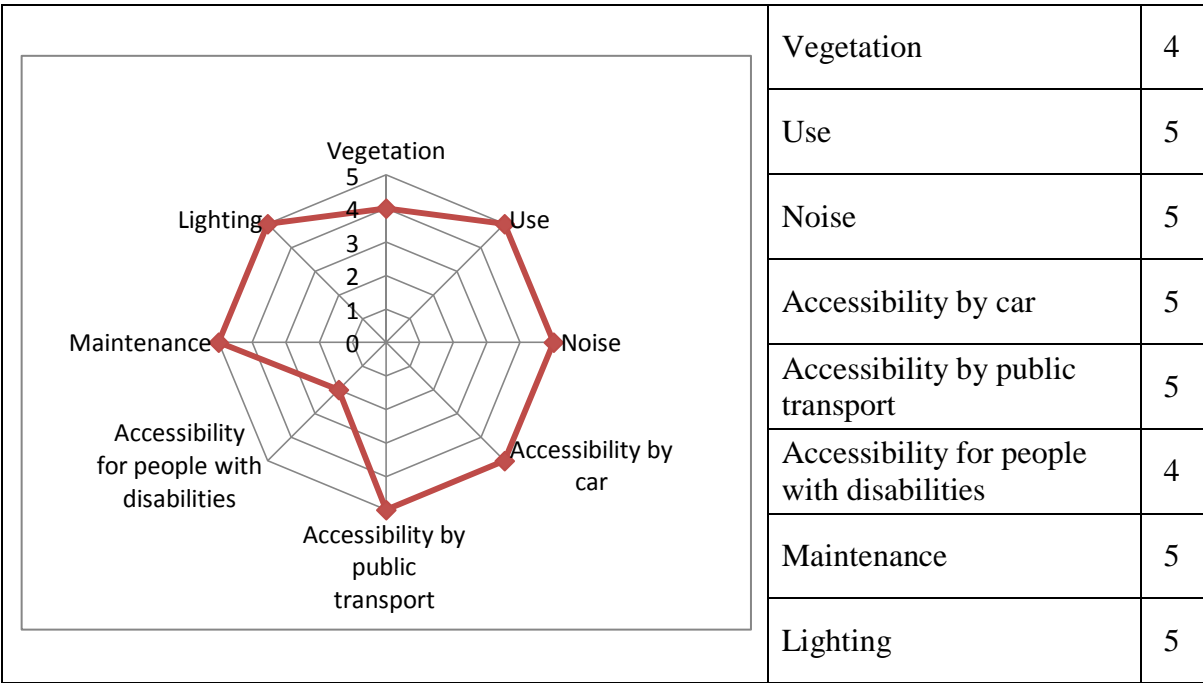 Vegetation
5
4
3
2
1
0
Lighting
Use
Maintenance
Noise
Accessibility
for people with
disabilities
Accessibility by
car
Accessibility by
public
transport
Vegetation 4
Use 5
Noise 5
Accessibility by car 5
Accessibility by public
transport 5
Accessibility for people
with disabilities 4
Maintenance 5
Lighting 5